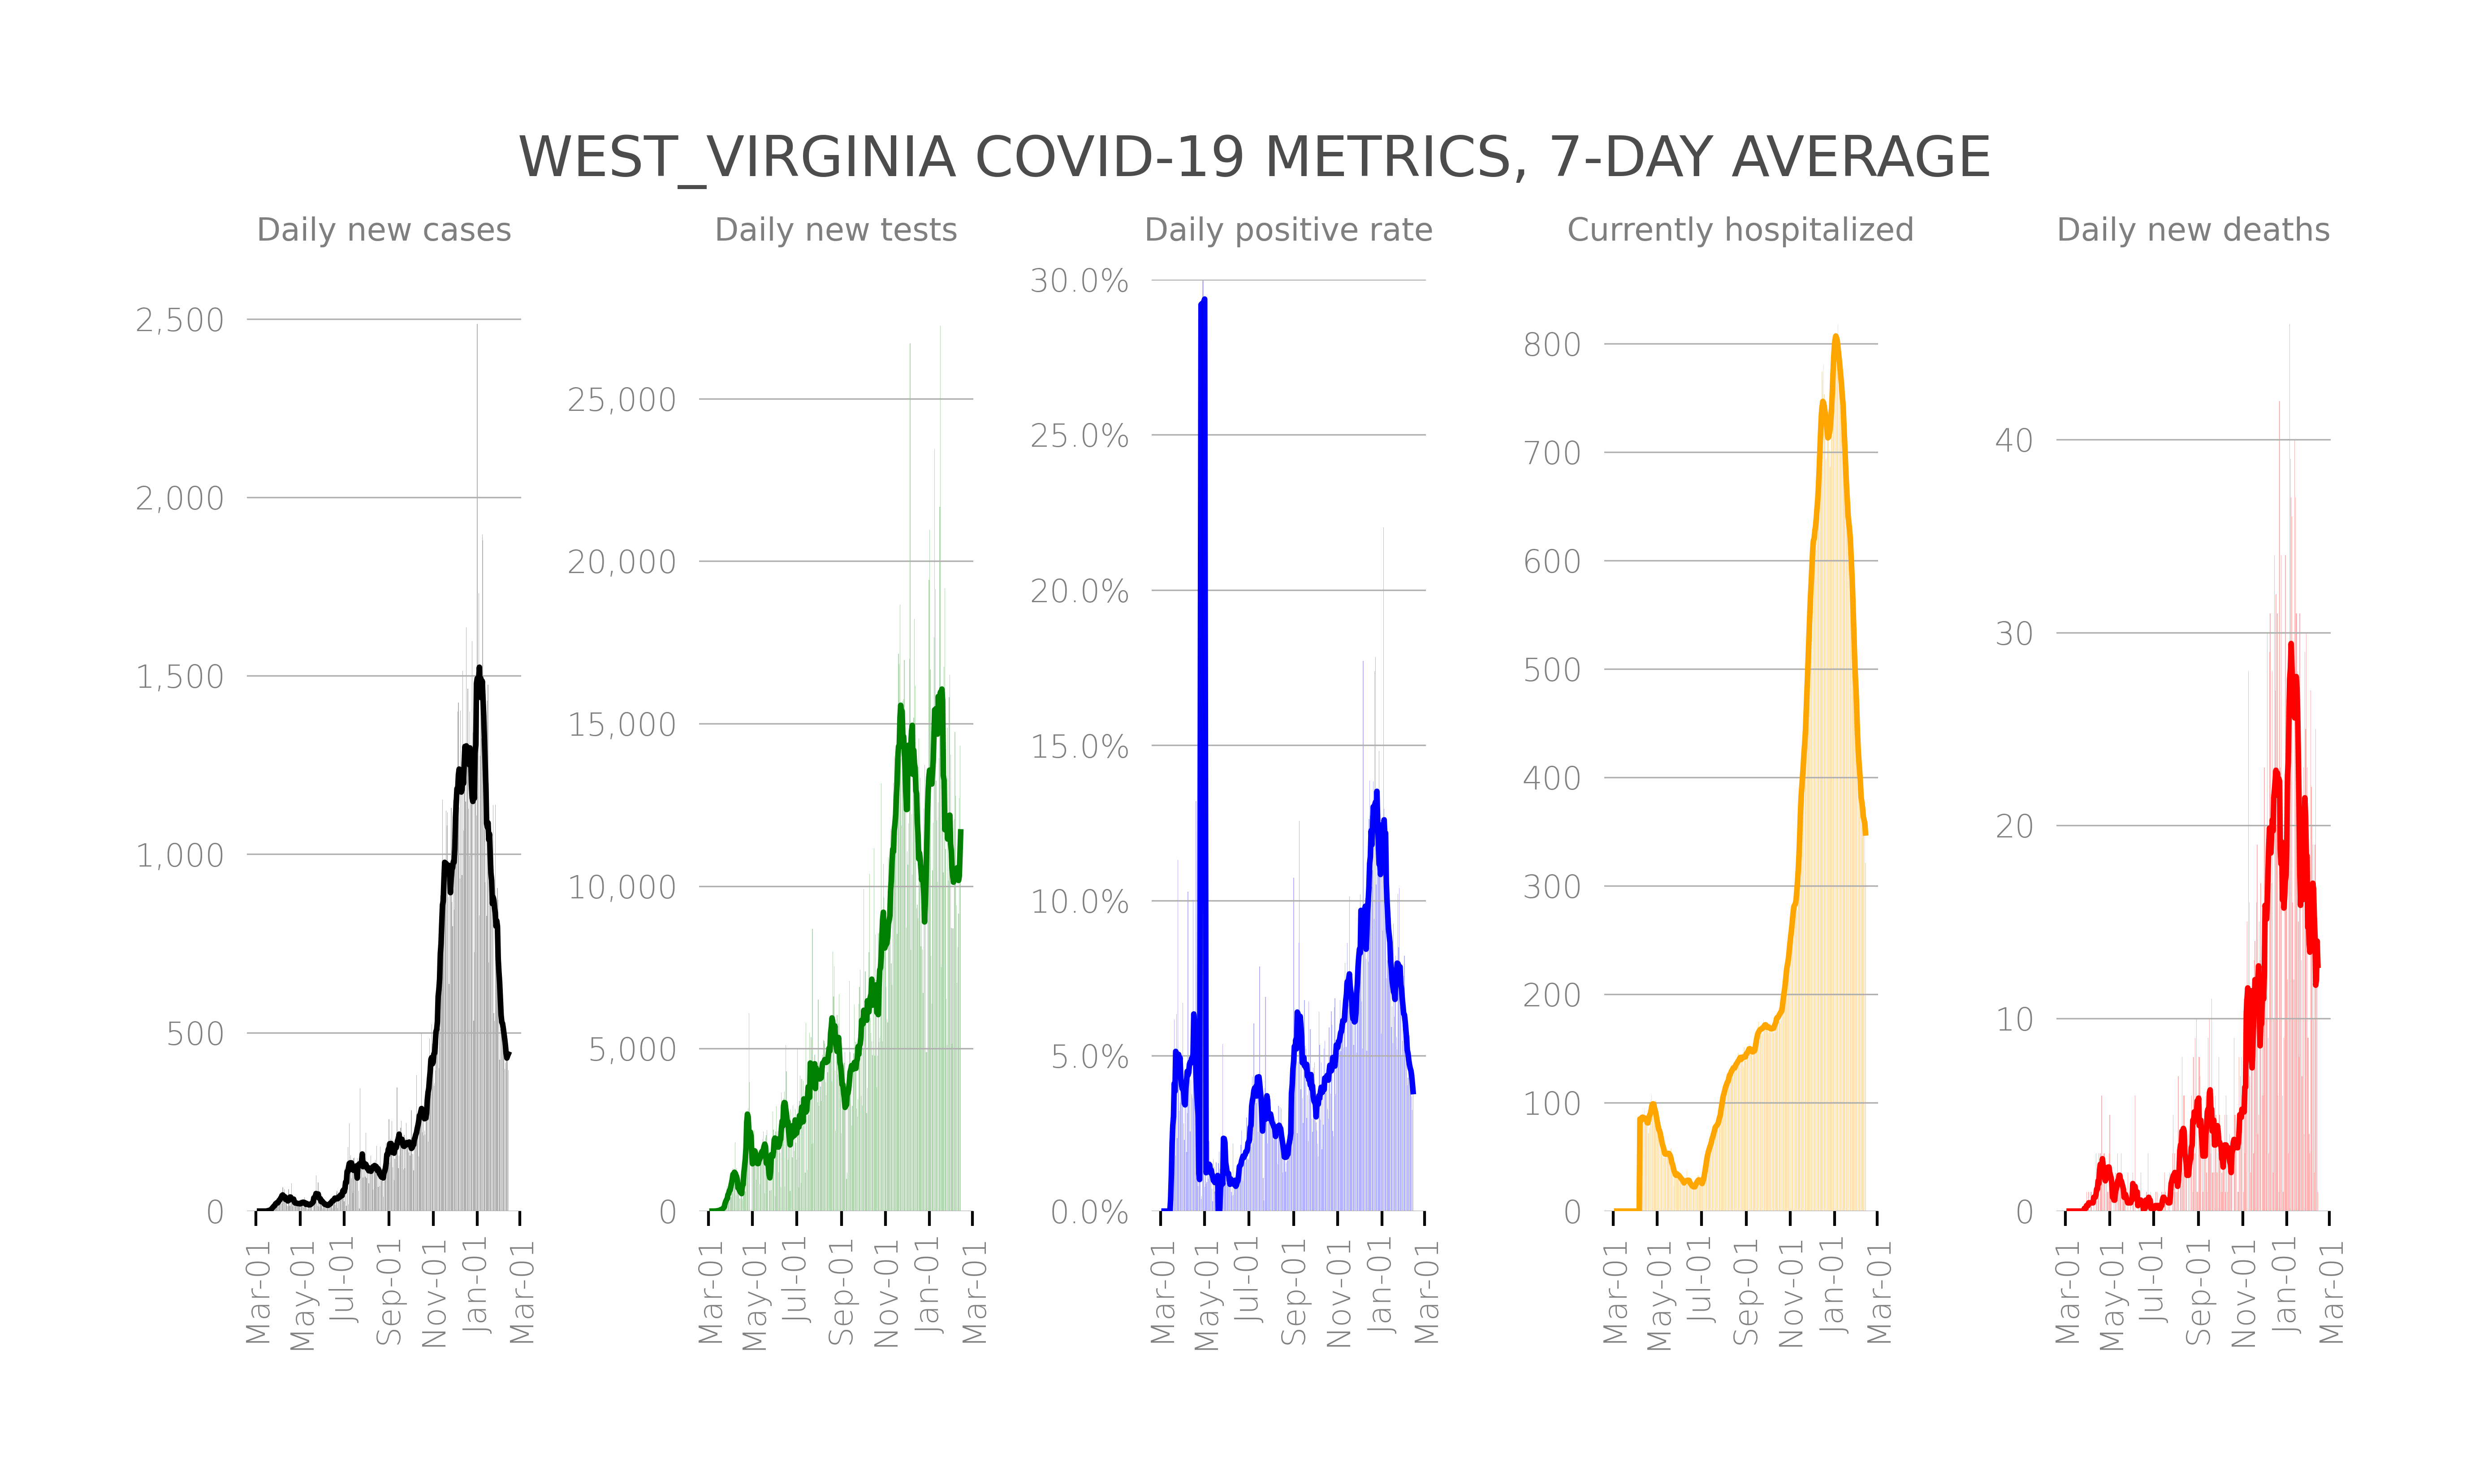 WEST_VIRGINIA COVID-19 METRICS, 7-DAY AVERAGE
Daily new cases
2,500
2,000
1,500
1,000
500
0
Mar-01
May-01
Jul-01
Sep-01
Nov-01
Jan-01
Mar-01
Daily new tests
25,000
20,000
15,000
10,000
5,000
0
Mar-01
May-01
Jul-01
Sep-01
Nov-01
Jan-01
Mar-01
Daily positive rate
30.0%
25.0%
20.0%
15.0%
10.0%
5.0%
0.0%
Mar-01
May-01
Jul-01
Sep-01
Nov-01
Jan-01
Mar-01
Currently hospitalized
800
700
600
500
400
300
200
100
0
Mar-01
May-01
Jul-01
Sep-01
Nov-01
Jan-01
Mar-01
Daily new deaths
40
30
20
10
0
Mar-01
May-01
Jul-01
Sep-01
Nov-01
Jan-01
Mar-01